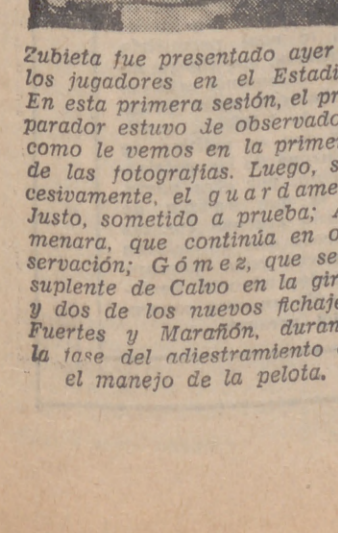 Zubieta fue presentado ayer
los jugadores en el Estadi
En esta primera sesión, el pr
parador estuvo de observado
como le vemos en la prime
de las fotografías. Luego, s
cesivamente, el guardame
Justo, sometido a prueba; A
menara, que continúa en o
servación; Gómez, que se
suplente de Calvo en la gir
y dos de los nuevos fichaje
Fuertes y Marañón, duran
la fase del adiestramiento
el manejo de la pelota.